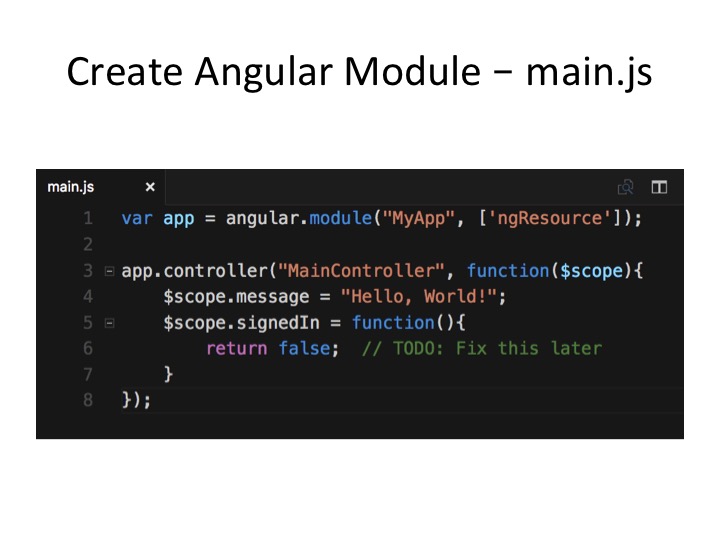 Create Angular Module – main.js
main.js
1 var app = angular.module("MyApp", ['ngResource']);
2
3 app.controller("MainController", function($scope){
4     $scope.message = "Hello, World!";
5     $scope.signedIn = function(){
6         return false;  // TODO: Fix this later
7     }
8 });